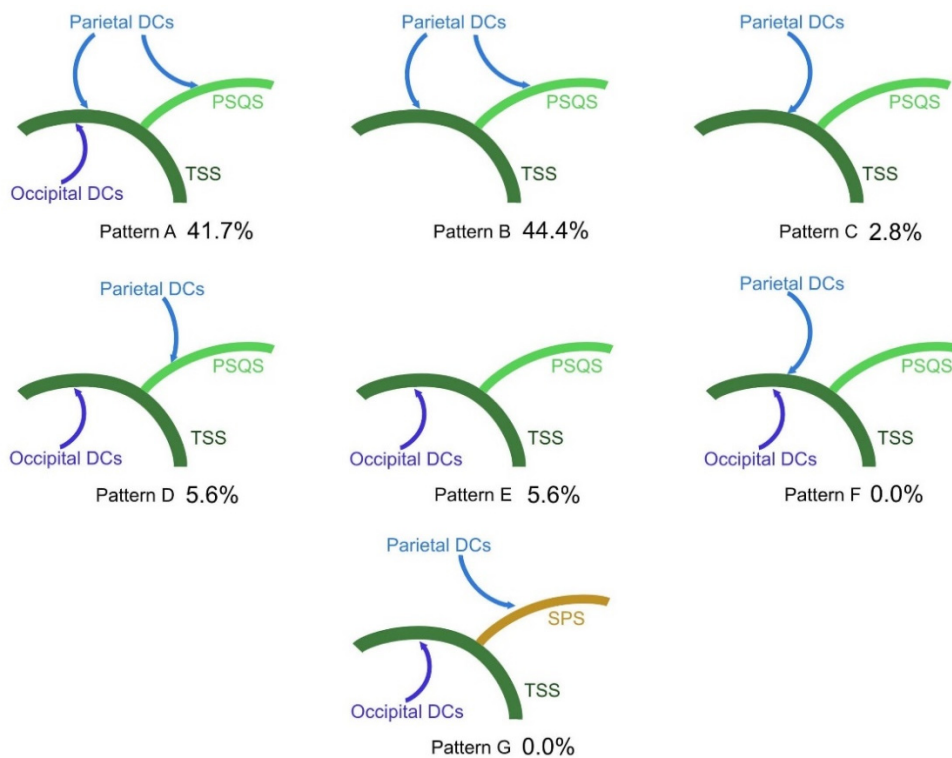 Parietal DCs
PSQS
TSS
Occipital DCs
Pattern A 41.7%
Parietal DCs
PSQS
TSS
Pattern B 44.4%
Parietal DCs
PSQS
TSS
Pattern C 2.8%
Parietal DCs
PSQS
TSS
Occipital DCs
Pattern D 5.6%
PSQS
TSS
Occipital DCs
Pattern E 5.6%
Parietal DCs
PSQS
TSS
Occipital DCs
Pattern F 0.0%
Parietal DCs
SPS
TSS
Occipital DCs
Pattern G 0.0%